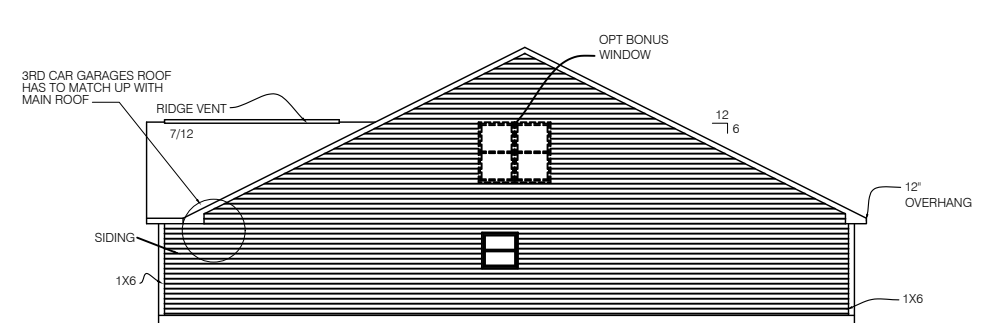 OPT BONUS
WINDOW
3RD CAR GARAGES ROOF
HAS TO MATCH UP WITH
MAIN ROOF
RIDGE VENT
7/12
12
6
12"
OVERHANG
SIDING
1X6
1X6